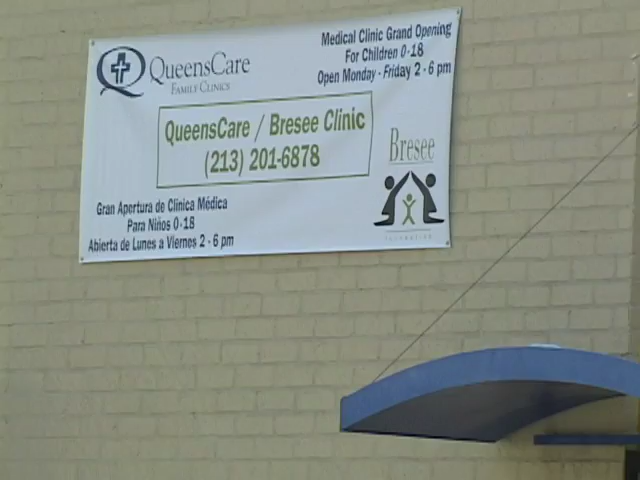 QueensCare
Family Clinics
Medical Clinic Grand Opening
For Children 0-18
Open Monday - Friday 2 - 6 pm
QueensCare / Bresee Clinic
(213) 201-6878
Bresee
FOUNDATION
Gran Apertura de Clinica Médica
Para Niños 0-18
Abierta de Lunes a Viernes 2 - 6 pm